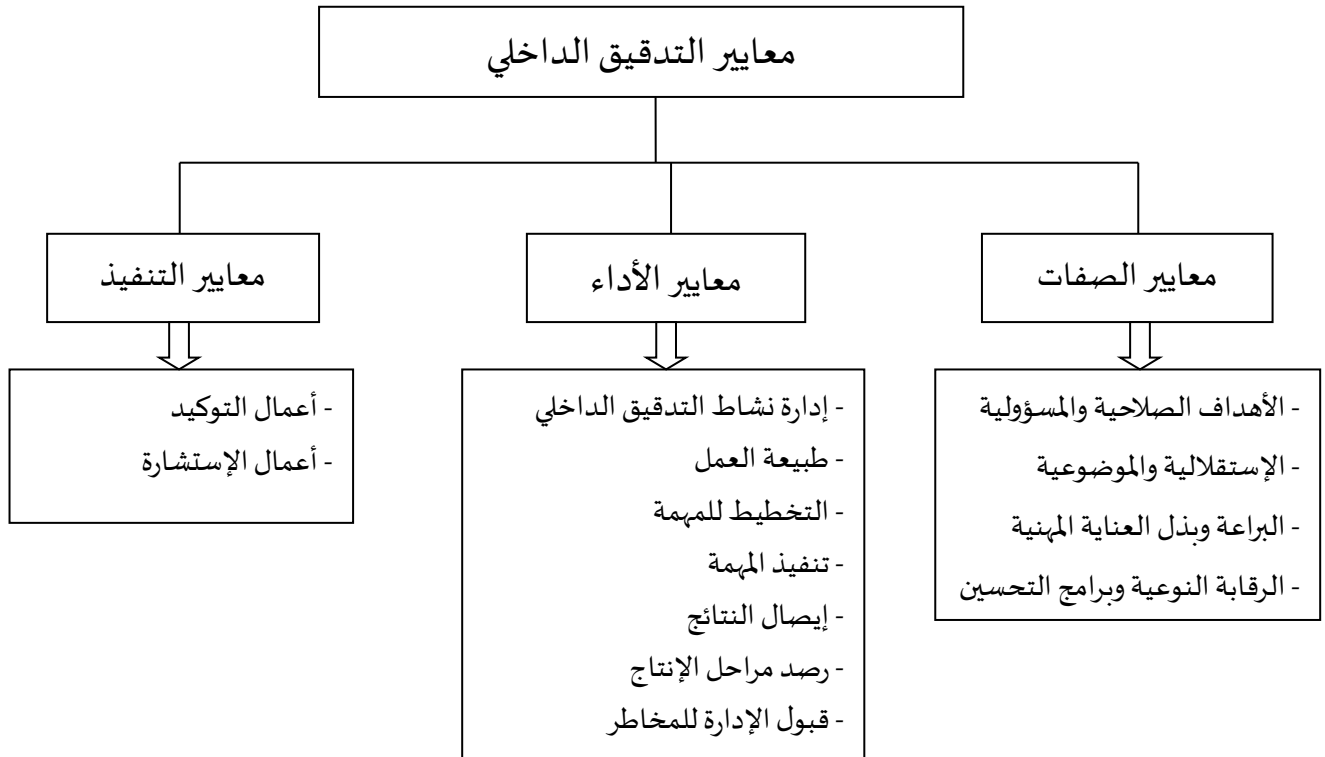 معايير التدقيق الداخلي
معايير الصفات
معايير الأداء
معايير التنفيذ
- الأهداف الصلاحية والمسؤولية
- الإستقلالية والموضوعية
- البراعة وبذل العناية المهنية
- الرقابة النوعية وبرامج التحسين
- إدارة نشاط التدقيق الداخلي
- طبيعة العمل
- التخطيط للمهمة
- تنفيذ المهمة
- إيصال النتائج
- رصد مراحل الإنتاج
- قبول الإدارة للمخاطر
- أعمال التوكيد
- أعمال الإستشارة